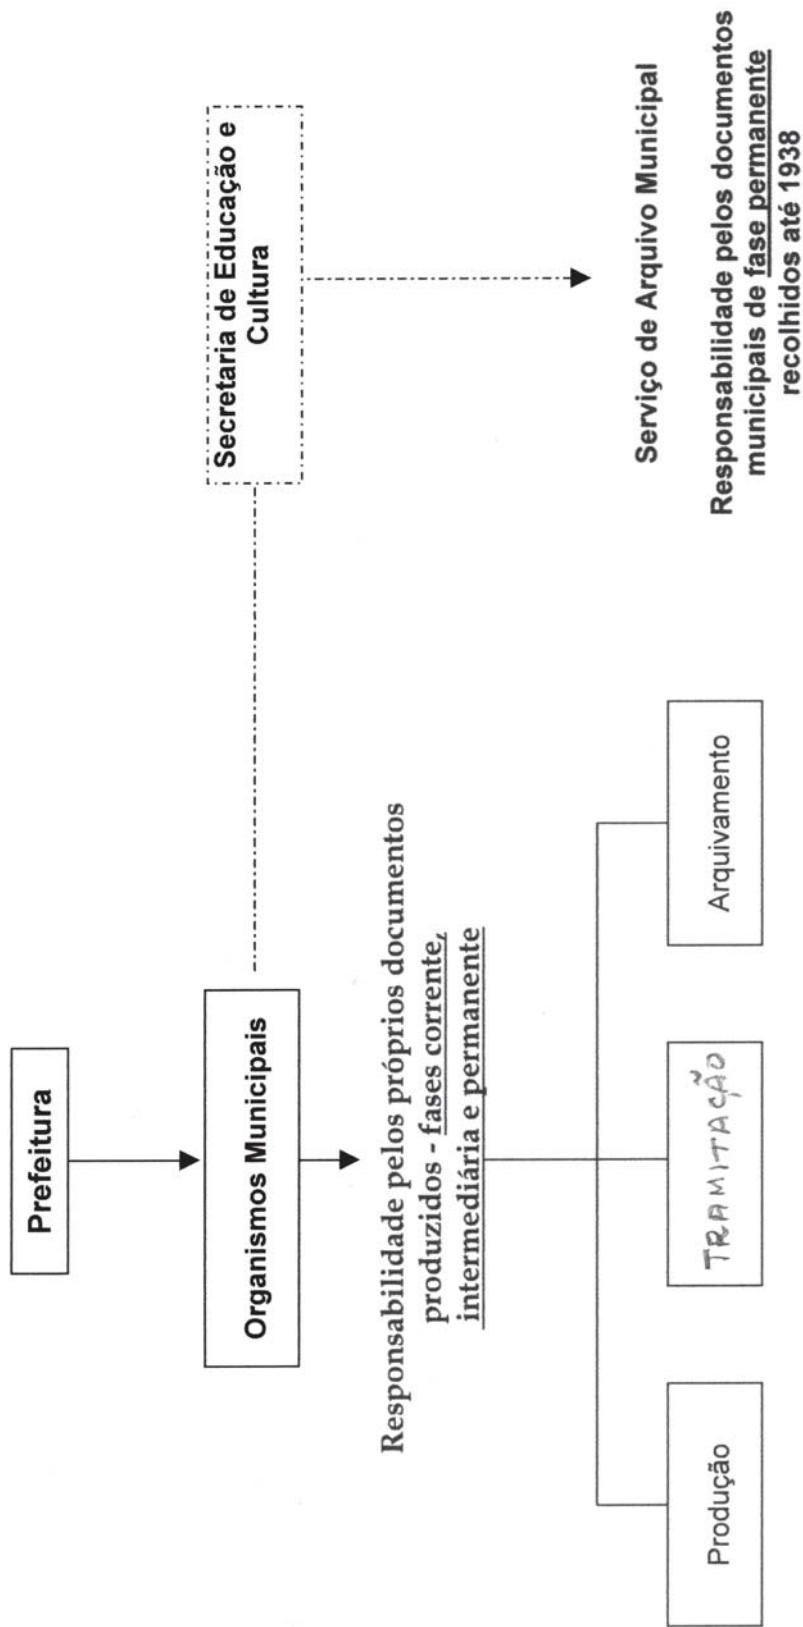 Prefeitura
Organismos Municipais
Secretaria de Educação e
Cultura
Responsabilidade pelos próprios documentos
produzidos - fases corrente,
intermediária e permanente
Produção
TRAMITAÇÃO
Arquivamento
Serviço de Arquivo Municipal
Responsabilidade pelos documentos
municipais de fase permanente
recolhidos até 1938